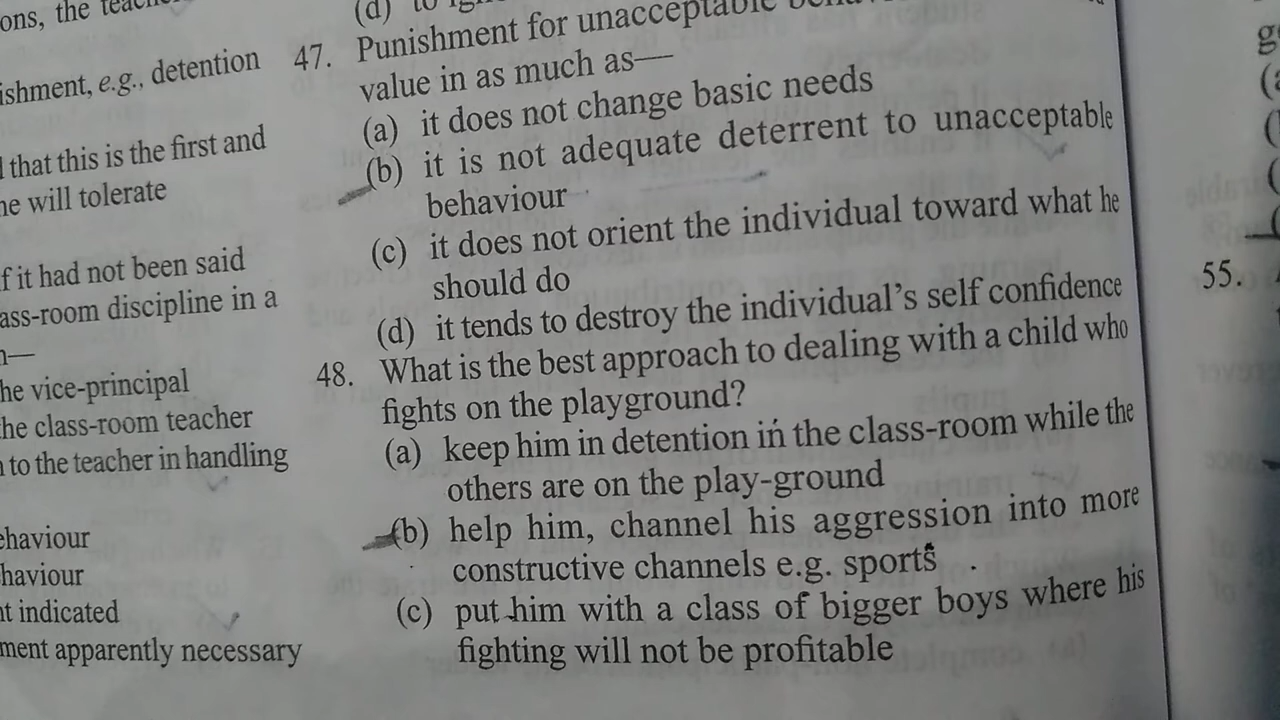 ons, the
ishment, e.g., detention
that this is the first and
he will tolerate
f it had not been said
ass-room discipline in a
he vice-principal
he class-room teacher
to the teacher in handling
ehaviour
haviour
nt indicated
ment apparently necessary
(d) to
47. Punishment for unacceptable
value in as much as—
(a) it does not change basic needs
(b) it is not adequate deterrent to unacceptable
behaviour
(c) it does not orient the individual toward what he
should do
(d) it tends to destroy the individual's self confidence
48. What is the best approach to dealing with a child who
fights on the playground?
(a) keep him in detention in the class-room while the
others are on the play-ground
(b) help him, channel his aggression into more
constructive channels e.g. sports
(c) put him with a class of bigger boys where his
fighting will not be profitable
55.